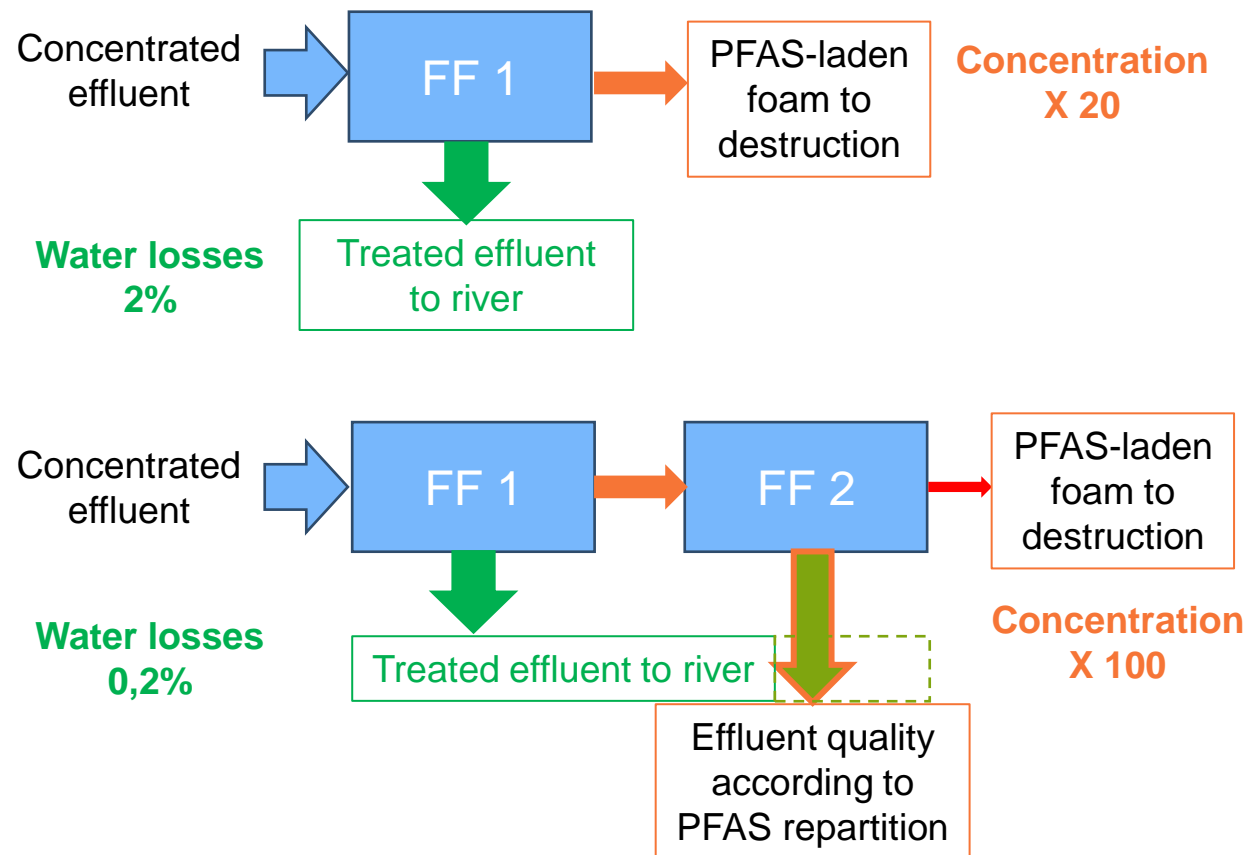 Concentrated
effluent
FF 1
PFAS-laden
foam to
destruction
Concentration
X 20
Water losses
2%
Treated effluent
to river
Concentrated
effluent
FF 1
FF 2
PFAS-laden
foam to
destruction
Water losses
0,2%
Treated effluent to river
Concentration
X 100
Effluent quality
according to
PFAS repartition